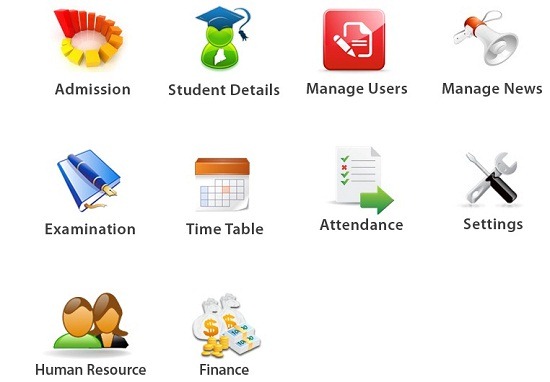 Admission
Student Details
Manage Users
Manage News
Examination
Time Table
Attendance
Settings
Human Resource
Finance